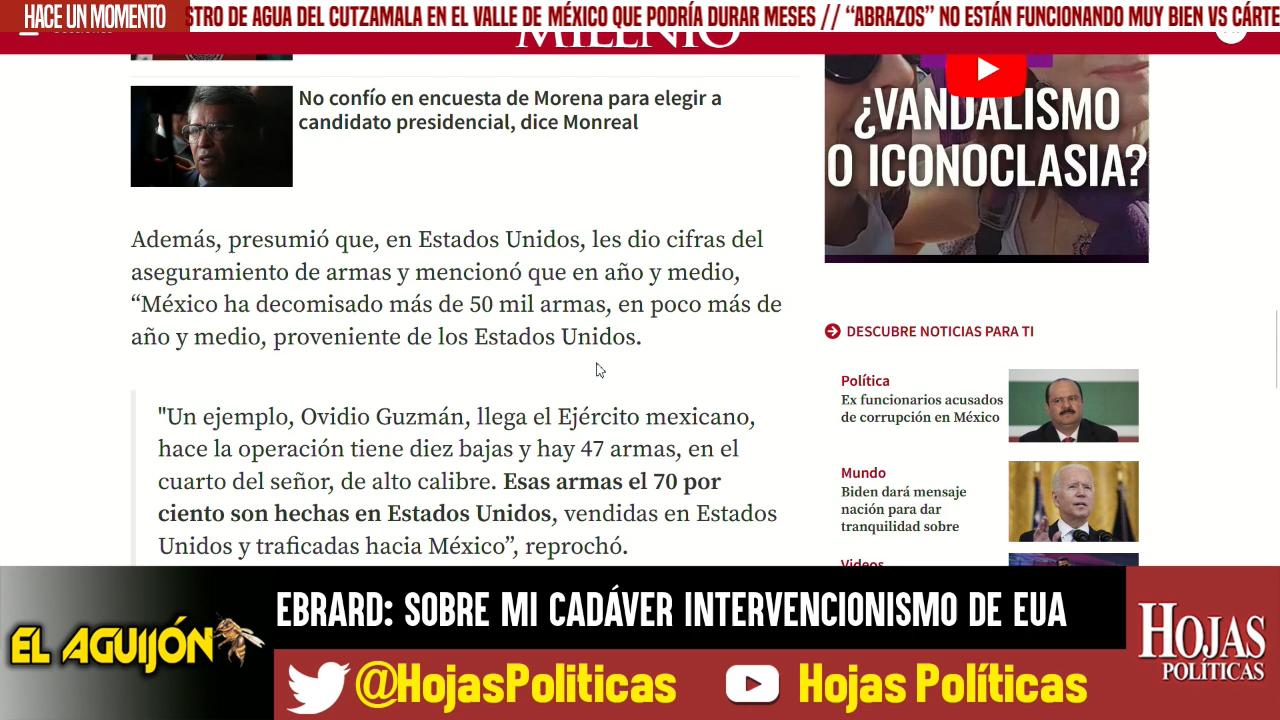 HACE UN MOMENTO
STRO DE AGUA DEL CUTZAMALA EN EL VALLE DE MÉXICO QUE PODRÍA DURAR MESES // “ABRAZOS” NO ESTÁN FUNCIONANDO MUY BIEN VS CÁRTE
MILENIO
No confío en encuesta de Morena para elegir a
candidato presidencial, dice Monreal
Además, presumió que, en Estados Unidos, les dio cifras del
aseguramiento de armas y mencionó que en año y medio,
“México ha decomisado más de 50 mil armas, en poco más de
año y medio, proveniente de los Estados Unidos.
"Un ejemplo, Ovidio Guzmán, llega el Ejército mexicano,
hace la operación tiene diez bajas y hay 47 armas, en el
cuarto del señor, de alto calibre. Esas armas el 70 por
ciento son hechas en Estados Unidos, vendidas en Estados
Unidos y traficadas hacia México”, reprochó.
¿VANDALISMO
O ICONOCLASIA?
DESCUBRE NOTICIAS PARA TI
Política
Ex funcionarios acusados
de corrupción en México
Mundo
Biden dará mensaje
nación para dar
tranquilidad sobre
Videos
EL AGUIJÓN
EBRARD: SOBRE MI CADÁVER INTERVENCIONISMO DE EUA
@HojasPoliticas
Hojas Políticas
HOJAS
POLÍTICAS